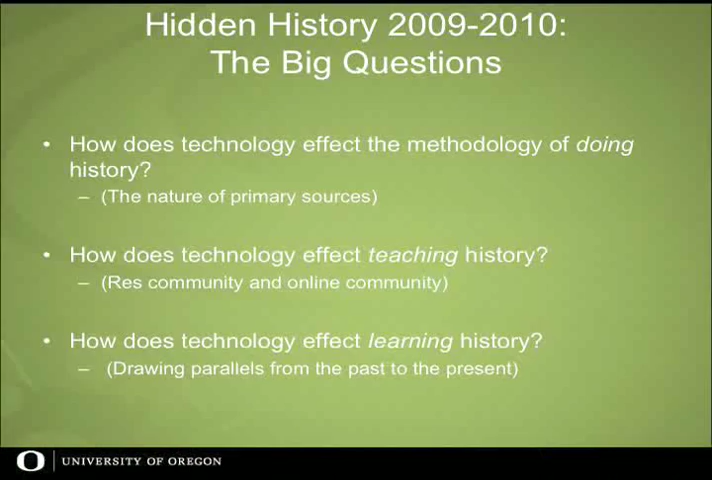 Hidden History 2009-2010:
The Big Questions
• How does technology effect the methodology of doing
history?
– (The nature of primary sources)
• How does technology effect teaching history?
– (Res community and online community)
• How does technology effect learning history?
– (Drawing parallels from the past to the present)
O | UNIVERSITY OF OREGON